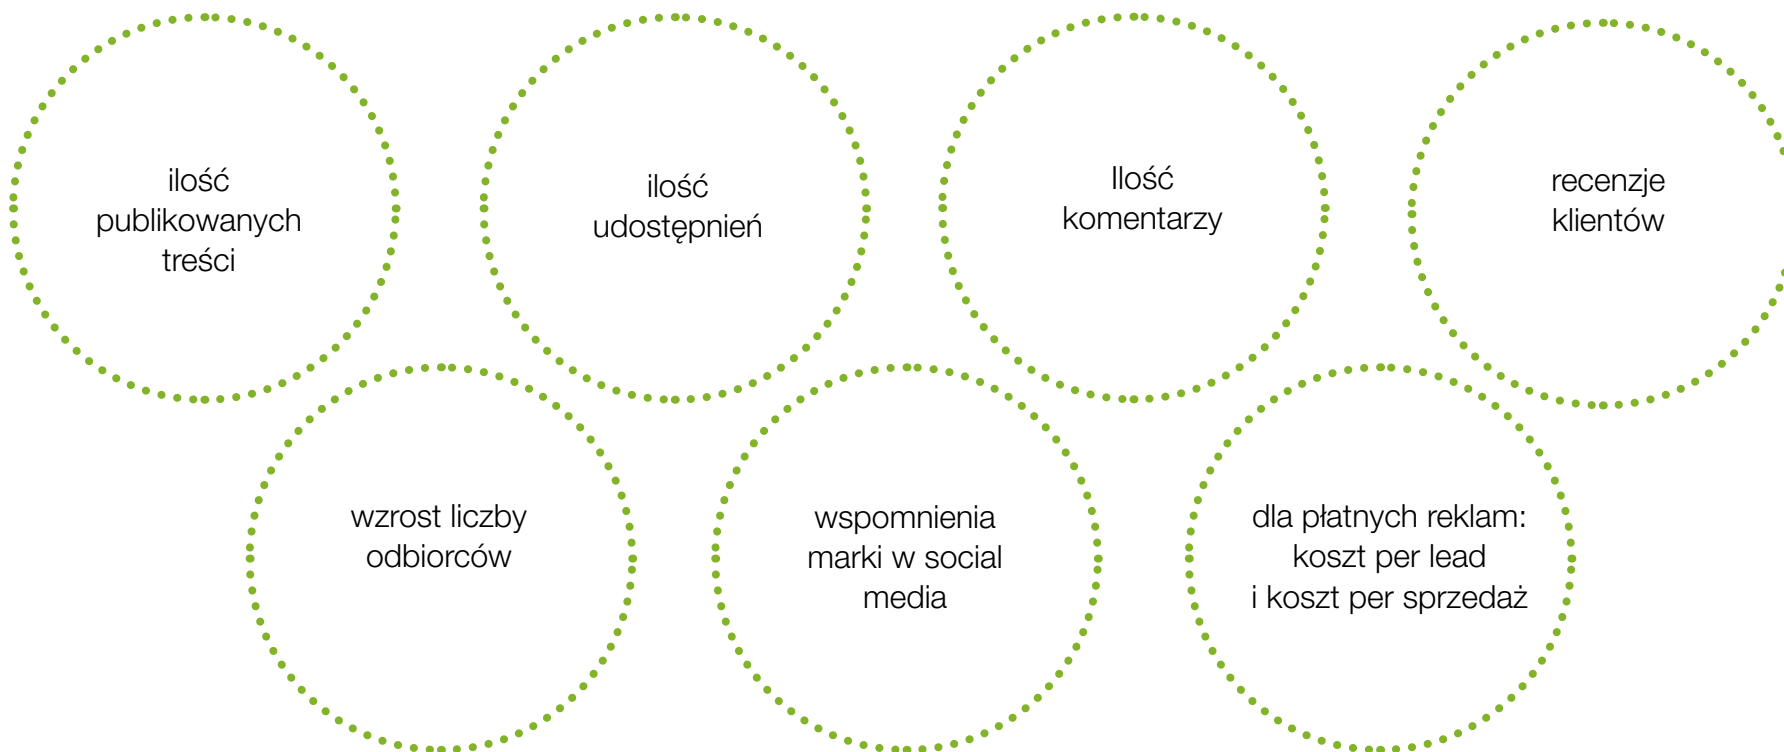 ilość
publikowanych
treści
ilość
udostępnień
Ilość
komentarzy
recenzje
klientów
wzrost liczby
odbiorców
wspomnienia
marki w social
media
dla płatnych reklam:
koszt per lead
i koszt per sprzedaż